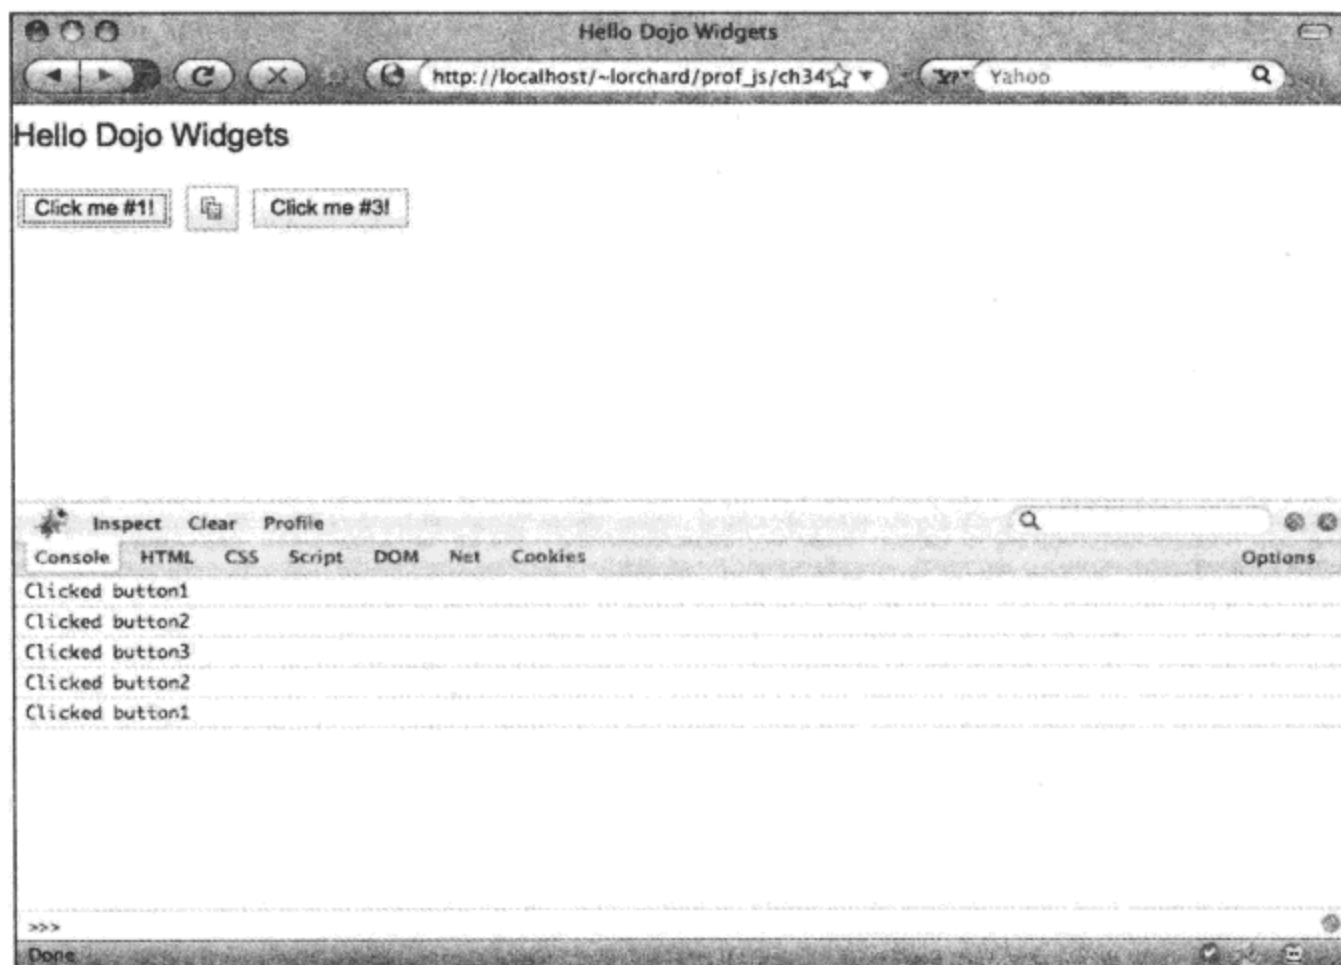 Hello Dojo Widgets
http://localhost/~lorchard/prof_js/ch34
Yahoo
Hello Dojo Widgets
Click me #1!
Click me #3!
Inspect Clear Profile
Console HTML CSS Script DOM Net Cookies Options
Clicked button1
Clicked button2
Clicked button3
Clicked button2
Clicked button1
>>>
Done